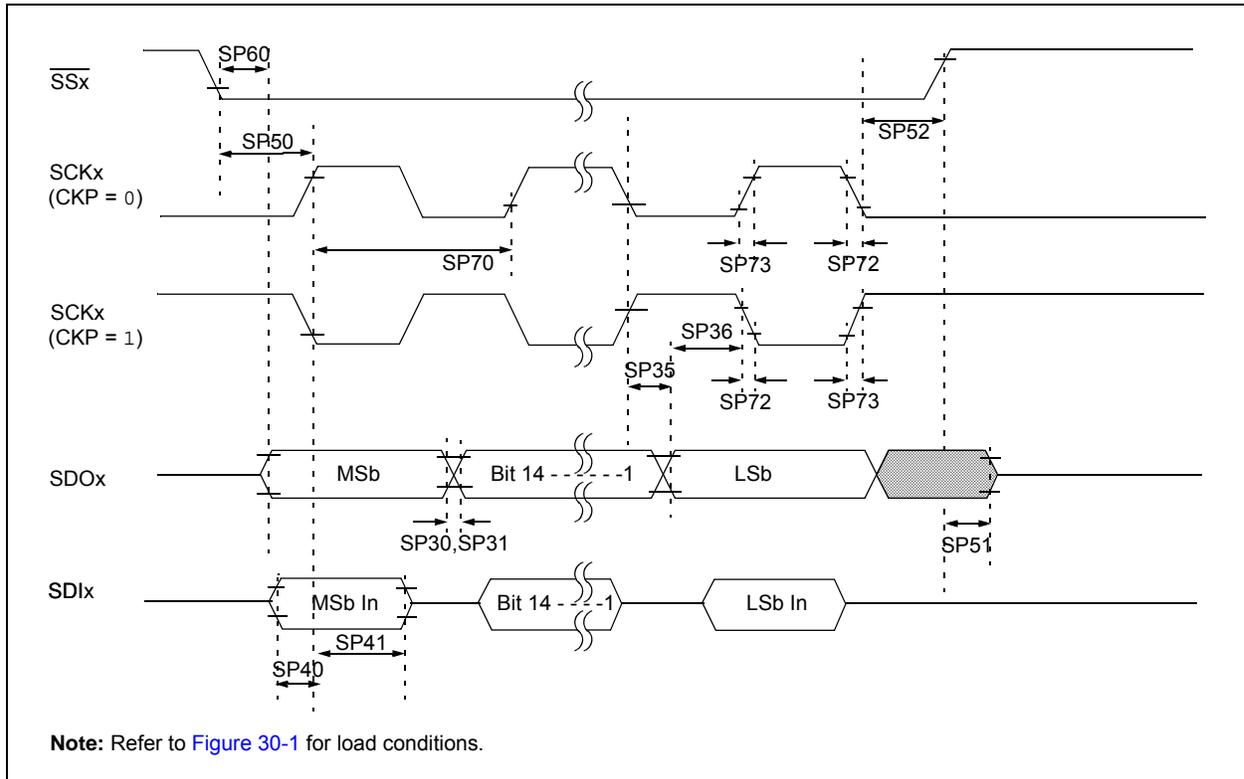 SP60
SSx
SP52
SP50
SCKx
(CKP = 0)
SP70
SP73
SP72
SCKx
(CKP = 1)
SP36
SP35
SP72
SP73
SDOx
MSb
Bit 14 - - - - - -1
LSb
SP30,SP31
SP51
SDIx
MSb In
Bit 14 - - - -1
LSb In
SP41
SP40
Note: Refer to Figure 30-1 for load conditions.